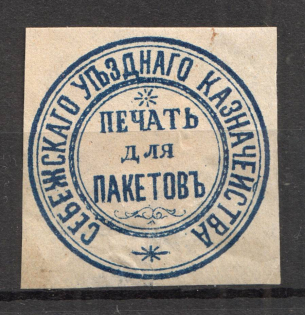 СЕБЕЖСКАГО УѢЗДНАГО КАЗНАЧЕЙСТВА
ПЕЧАТЬ
для
ПАКЕТОВЪ